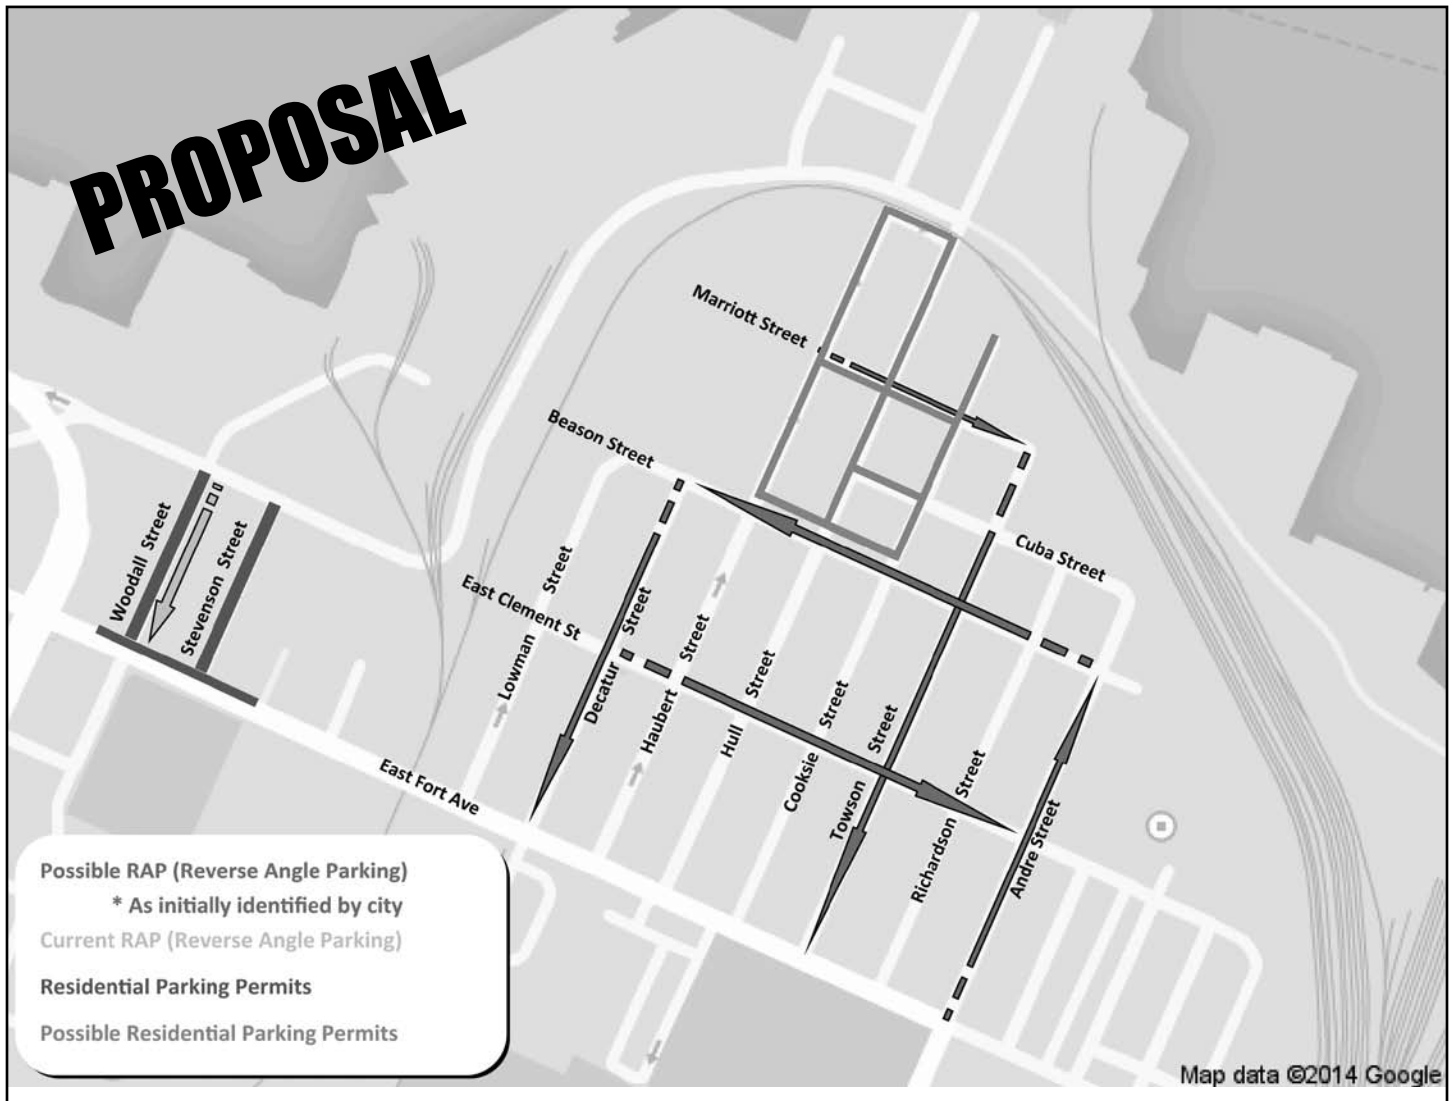 PROPOSAL
Marriott Street
Beason Street
Woodall Street
Stevenson Street
Cuba Street
East Clement St
Lowman Street
Decatur Street
Haubert Street
Hull Street
Cooksie Street
Towson Street
Richardson Street
Andre Street
East Fort Ave
Possible RAP (Reverse Angle Parking)
* As initially identified by city
Current RAP (Reverse Angle Parking)
Residential Parking Permits
Possible Residential Parking Permits
Map data ©2014 Google